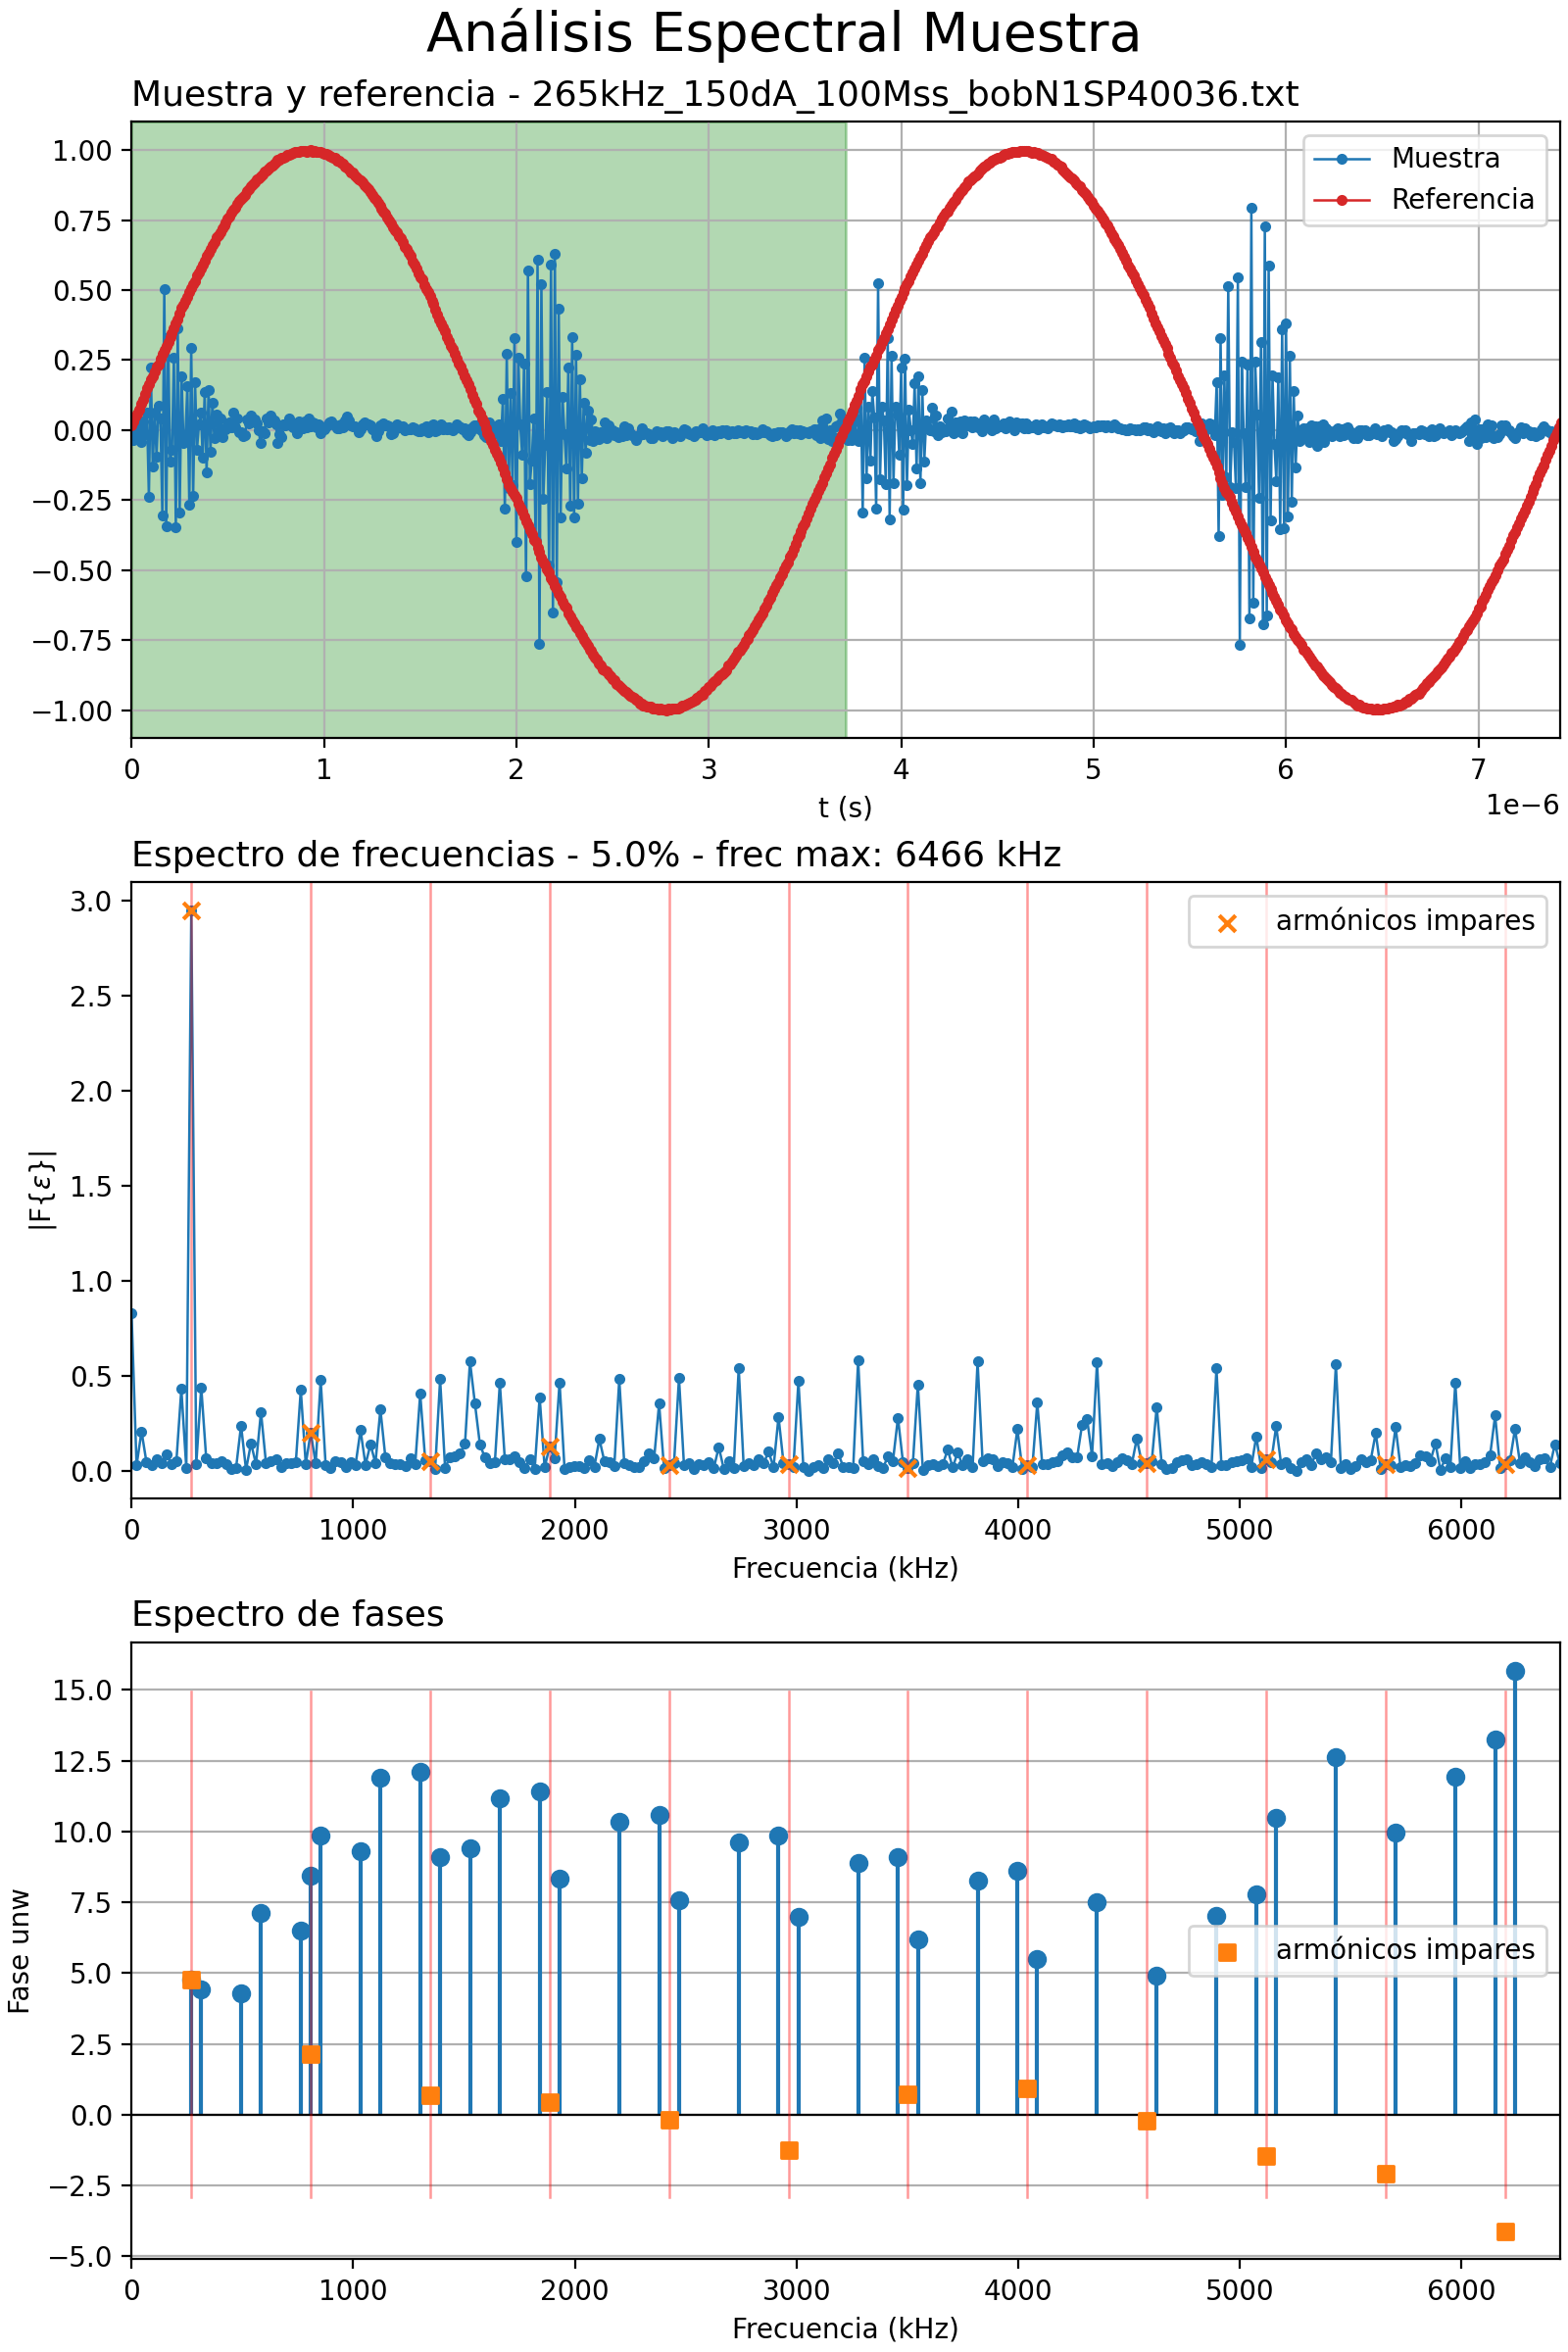 Análisis Espectral Muestra
Muestra y referencia - 265kHz_150dA_100Mss_bobN1SP40036.txt
1.00
0.75
0.50
0.25
0.00
−0.25
−0.50
−0.75
−1.00
Muestra
Referencia
0 1 2 3 4 5 6 7
t (s)
1e−6
Espectro de frecuencias - 5.0% - frec max: 6466 kHz
|F{ε}|
3.0
2.5
2.0
1.5
1.0
0.5
0.0
armónicos impares
0 1000 2000 3000 4000 5000 6000
Frecuencia (kHz)
Espectro de fases
Fase unw
15.0
12.5
10.0
7.5
5.0
2.5
0.0
−2.5
−5.0
armónicos impares
0 1000 2000 3000 4000 5000 6000
Frecuencia (kHz)